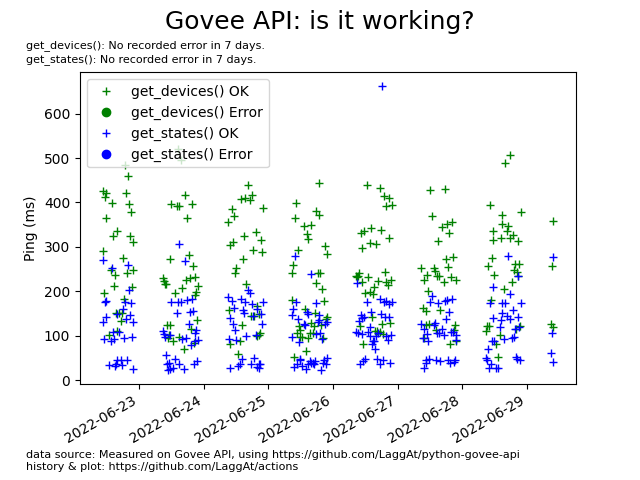 Govee API: is it working?
get_devices(): No recorded error in 7 days.
get_states(): No recorded error in 7 days.
get_devices() OK
get_devices() Error
get_states() OK
get_states() Error
Ping (ms)
600
500
400
300
200
100
0
2022-06-23
2022-06-24
2022-06-25
2022-06-26
2022-06-27
2022-06-28
2022-06-29
data source: Measured on Govee API, using https://github.com/LaggAt/python-govee-api
history & plot: https://github.com/LaggAt/actions